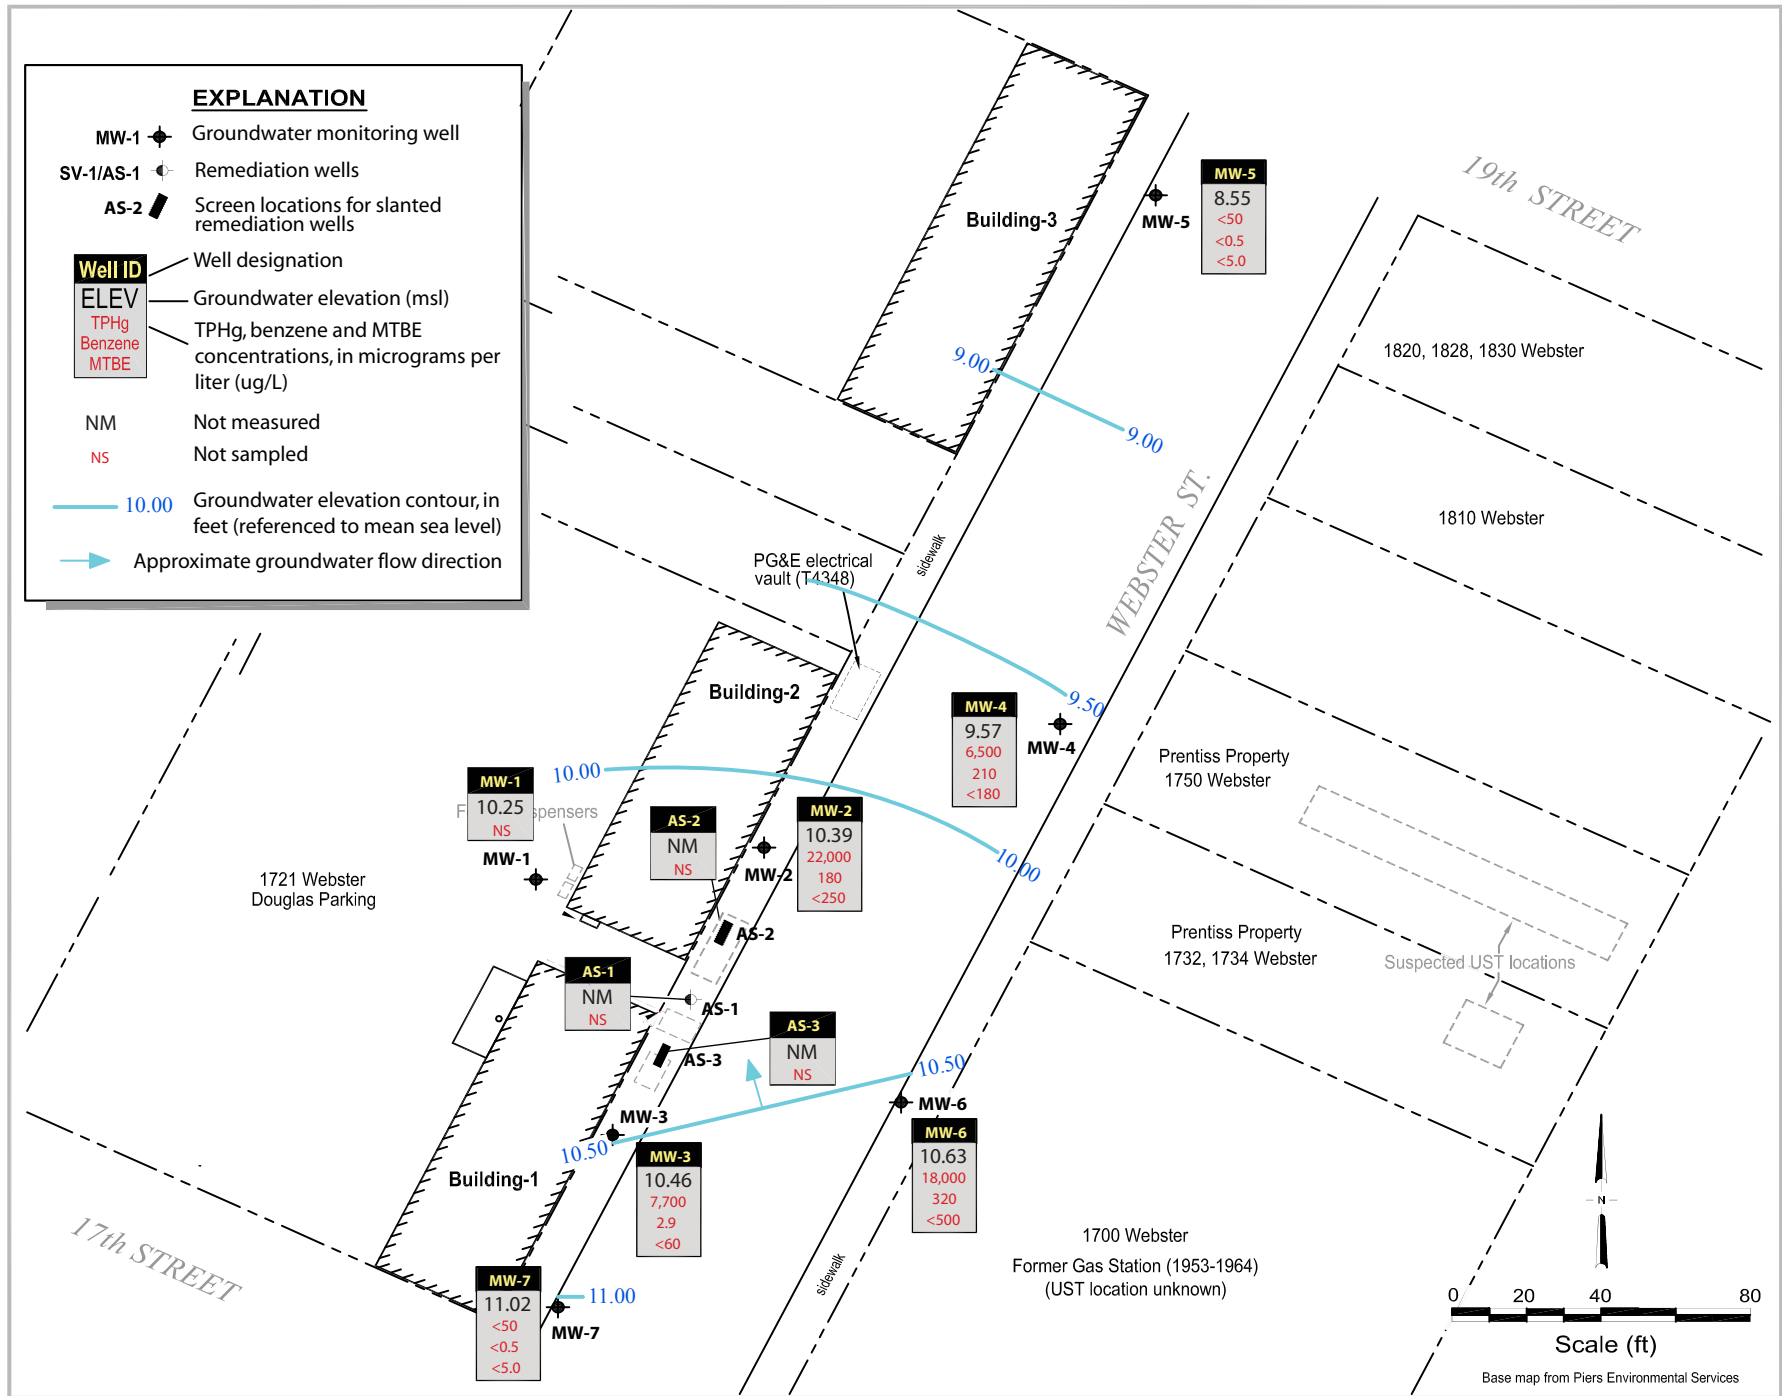 EXPLANATION
MW-1 Groundwater monitoring well
SV-1/AS-1 Remediation wells
AS-2 Screen locations for slanted
remediation wells
Well ID
ELEV
TPHg
Benzene
MTBE
Well designation
Groundwater elevation (msl)
TPHg, benzene and MTBE
concentrations, in micrograms per
liter (ug/L)
NM Not measured
NS Not sampled
10.00 Groundwater elevation contour, in
feet (referenced to mean sea level)
Approximate groundwater flow direction
19th STREET
Building-3
MW-5
MW-5
8.55
<50
<0.5
<5.0
9.00
9.00
1820, 1828, 1830 Webster
1810 Webster
WEBSTER ST.
sidewalk
PG&E electrical
vault (T4348)
9.50
Building-2
MW-4
9.57
6,500
210
<180
MW-4
Prentiss Property
1750 Webster
10.00
10.00
MW-1
10.25
NS
spensers
MW-1
AS-2
NM
NS
MW-2
MW-2
10.39
22,000
180
<250
1721 Webster
Douglas Parking
AS-2
Prentiss Property
1732, 1734 Webster
Suspected UST locations
AS-1
NM
NS
AS-1
AS-3
AS-3
NM
NS
10.50
10.50
MW-3
MW-3
10.46
7,700
2.9
<60
MW-6
MW-6
10.63
18,000
320
<500
Building-1
17th STREET
MW-7
11.02
<50
<0.5
<5.0
11.00
MW-7
sidewalk
1700 Webster
Former Gas Station (1953-1964)
(UST location unknown)
N
0 20 40 80
Scale (ft)
Base map from Piers Environmental Services